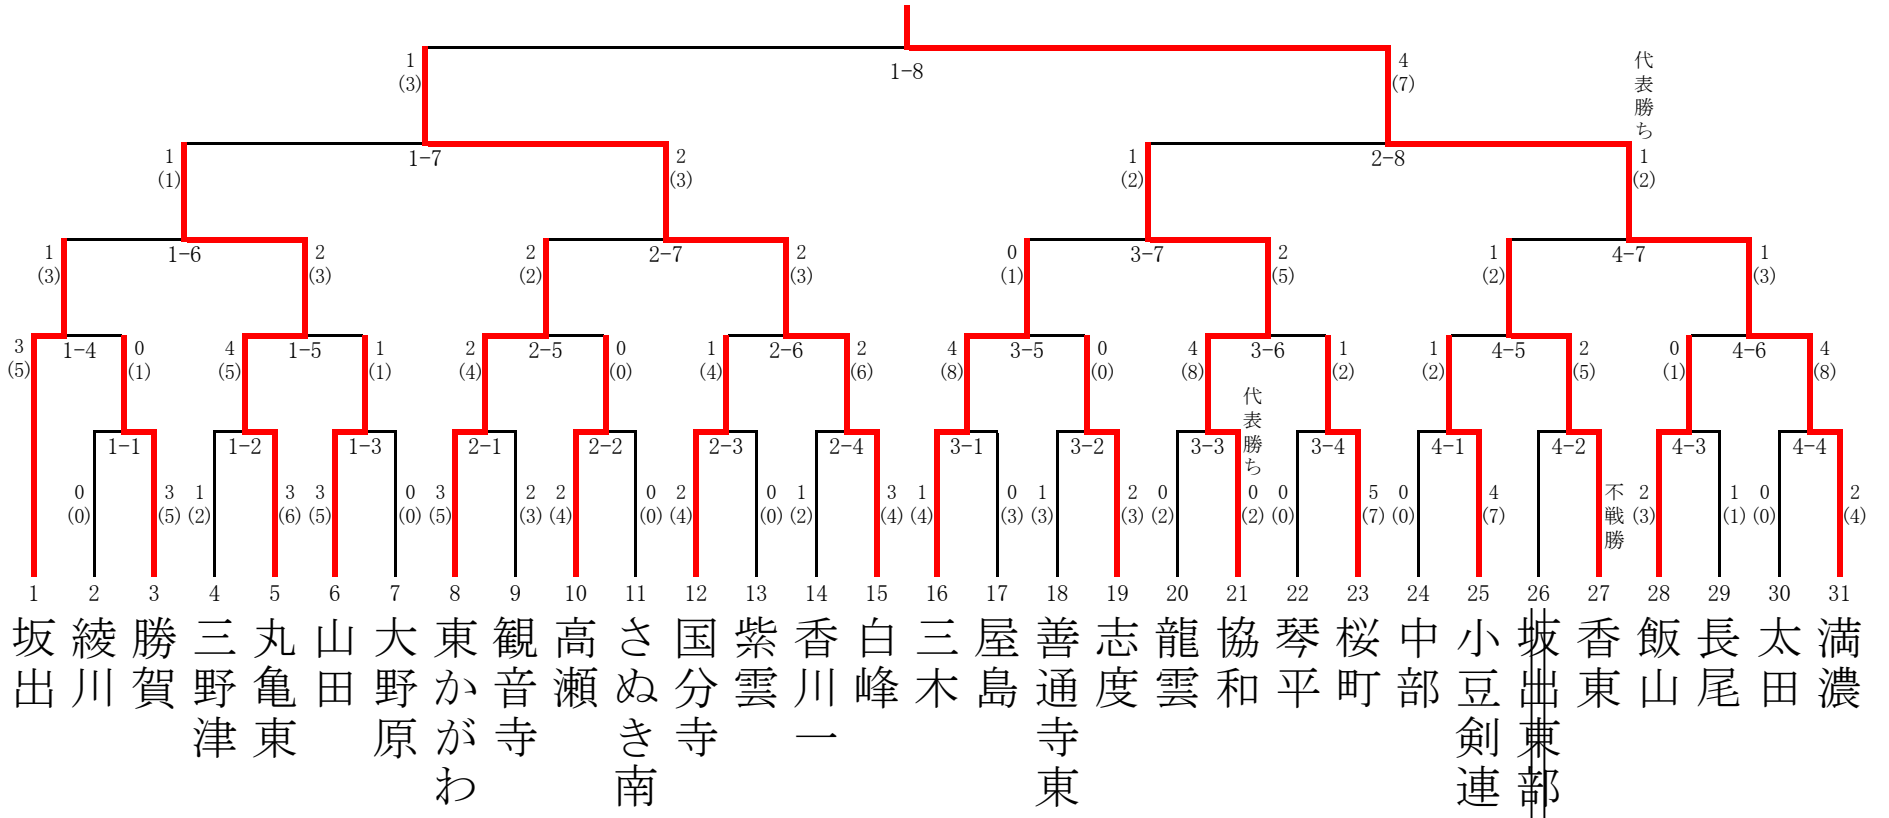 代表勝ち
1 (3)
1-8
4 (7)
1 (1)
1-7
2 (3)
1 (2)
2-8
1 (2)
1 (3)
1-6
2 (3)
2 (2)
2-7
2 (3)
0 (1)
3-7
2 (5)
1 (2)
4-7
1 (3)
3 (5)
1-4
0 (1)
4 (5)
1-5
1 (1)
2 (4)
2-5
0 (0)
1 (4)
2-6
2 (6)
4 (8)
3-5
0 (0)
4 (8)
3-6
1 (2)
1 (2)
4-5
2 (5)
0 (1)
4-6
4 (8)
代表勝ち
1-1
1-2
1-3
2-1
2-2
2-3
2-4
3-1
3-2
3-3
3-4
4-1
4-2
4-3
4-4
0 (0)
3 (5)
1 (2)
3 (6)
3 (5)
0 (0)
3 (5)
2 (3)
2 (4)
0 (0)
2 (4)
0 (0)
1 (2)
3 (4)
1 (4)
0 (3)
1 (3)
2 (3)
0 (2)
0 (2)
0 (0)
5 (7)
0 (0)
4 (7)
不戦勝
2 (3)
1 (1)
0 (0)
2 (4)
1 坂出
2 綾川
3 勝賀
4 三野津
5 丸亀東
6 山田
7 大野原
8 東かがわ
9 観音寺
10 高瀬
11 さぬき南
12 国分寺
13 紫雲
14 香川一
15 白峰
16 三木
17 屋島
18 善通寺東
19 志度
20 龍雲
21 協和
22 琴平
23 桜町
24 中部
25 小豆剣連
26 坂出東部
27 香東
28 飯山
29 長尾
30 太田
31 満濃